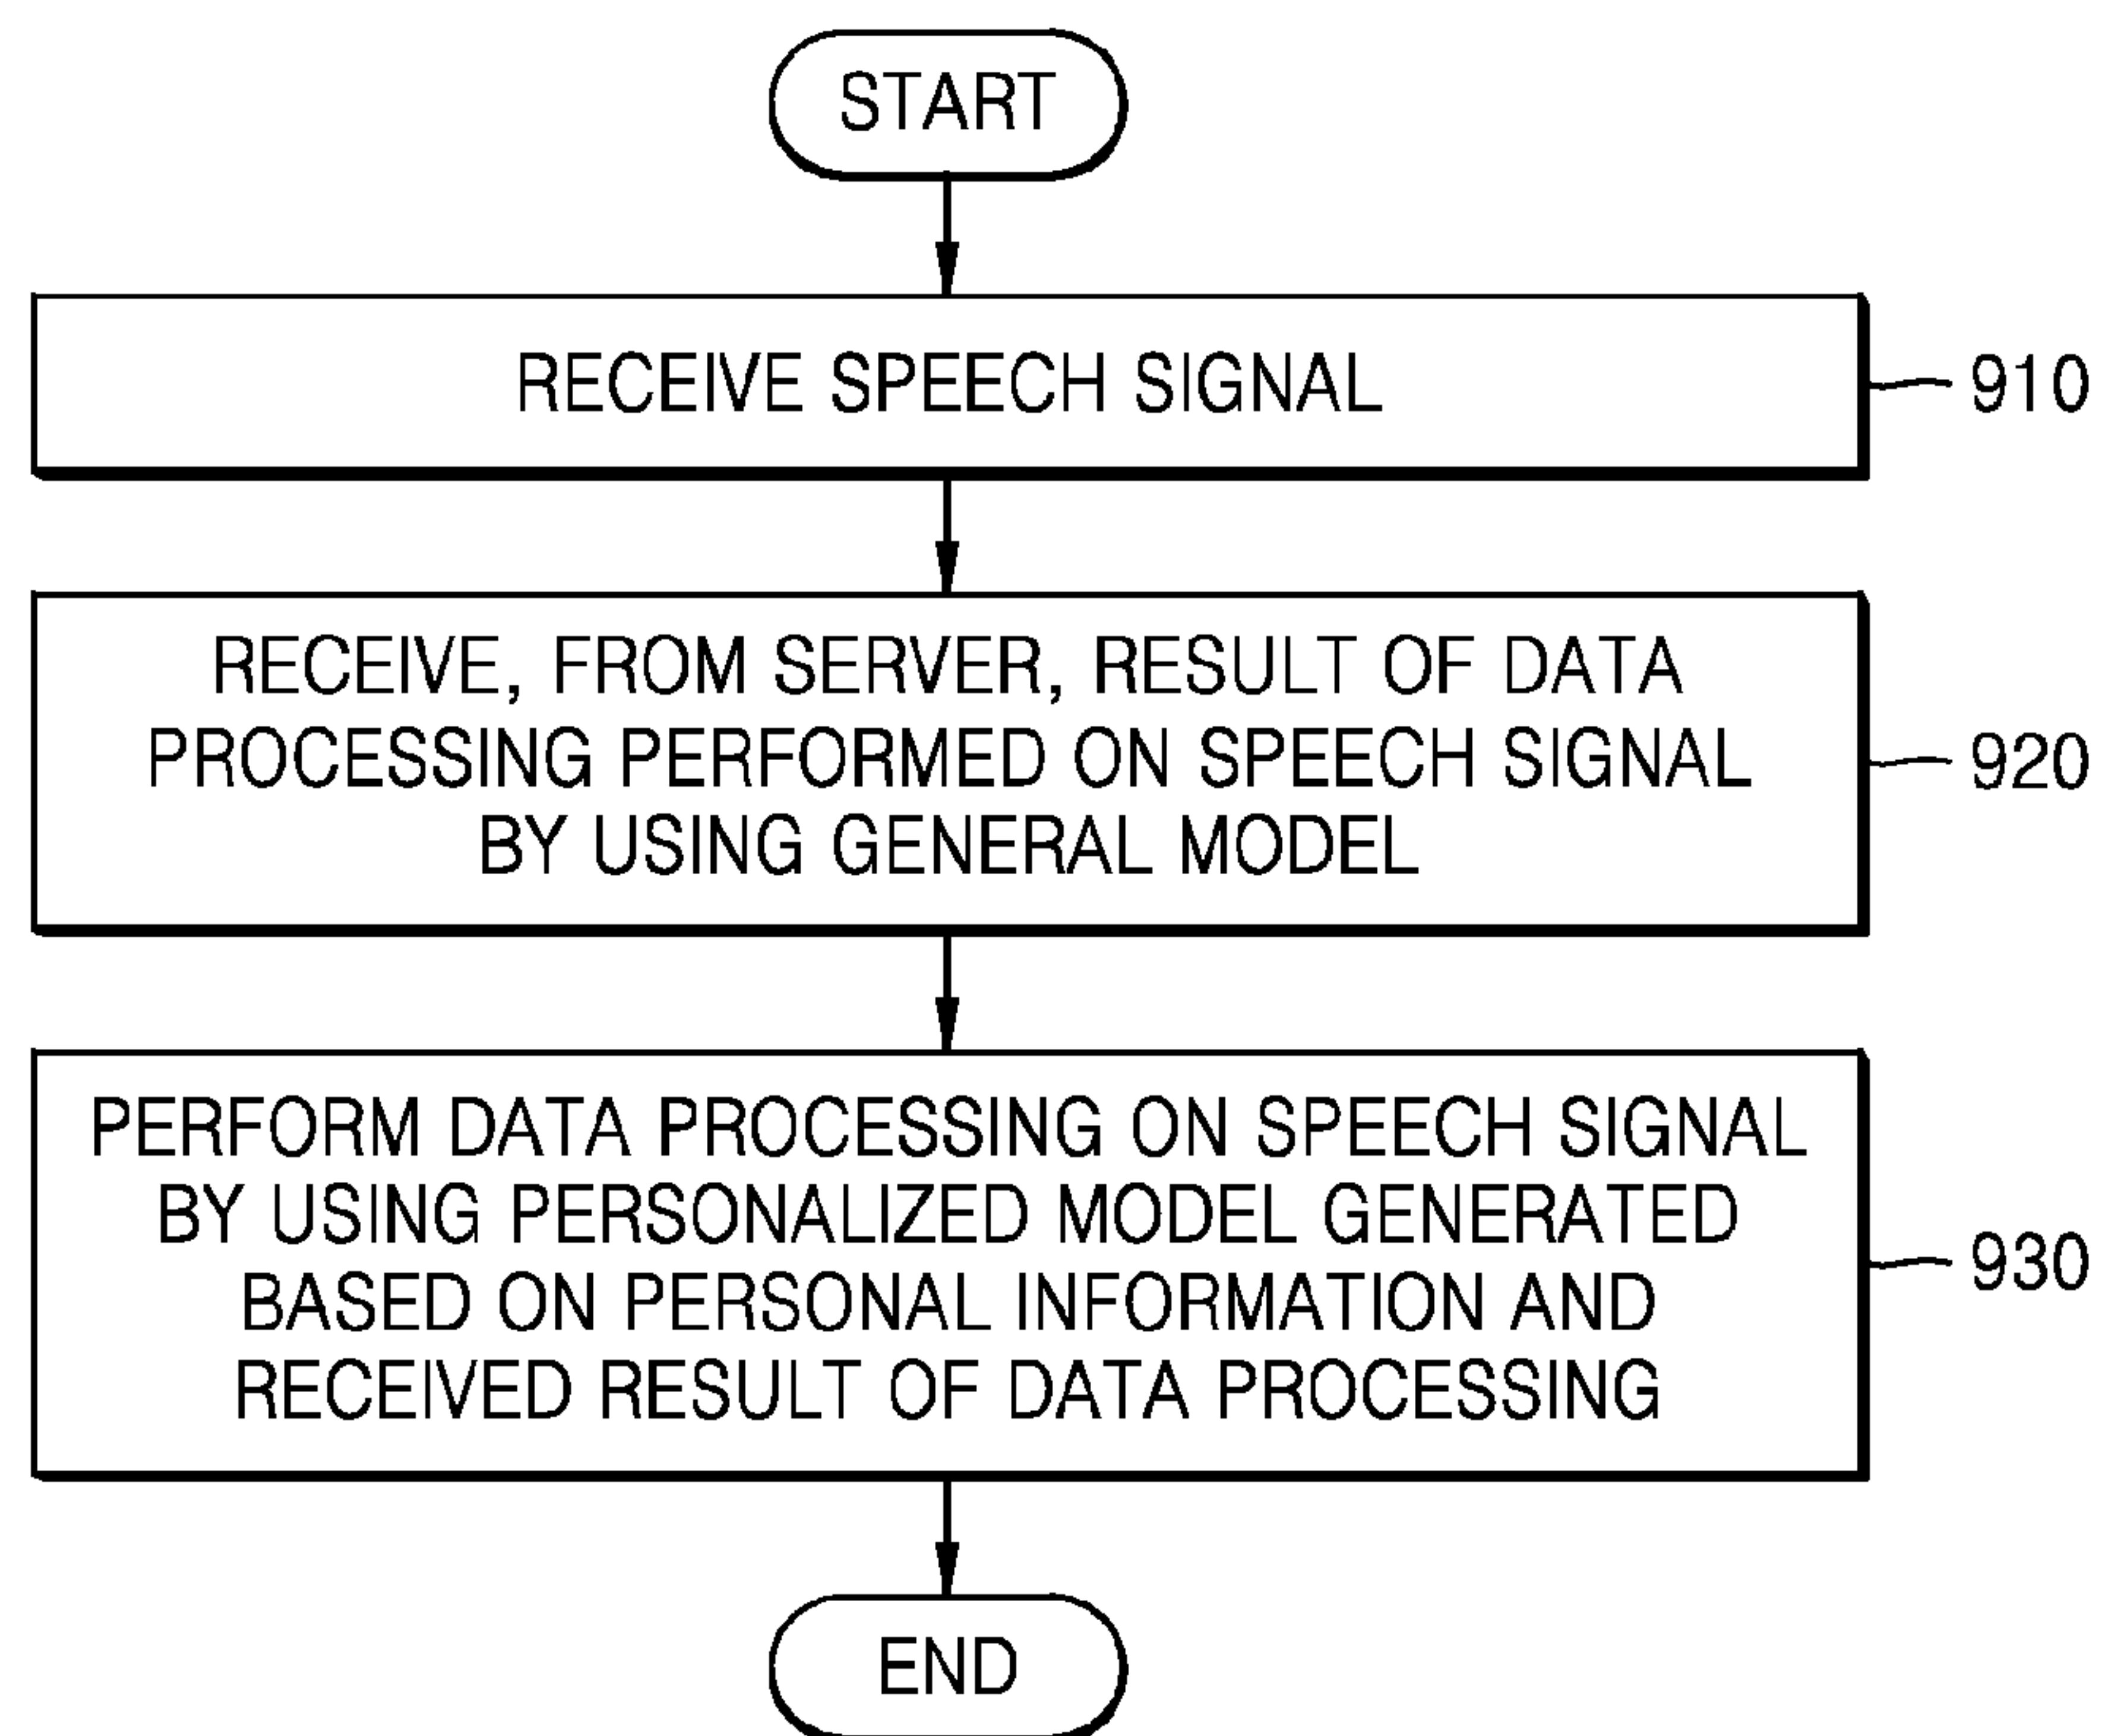 START
RECEIVE SPEECH SIGNAL
910
RECEIVE, FROM SERVER, RESULT OF DATA
PROCESSING PERFORMED ON SPEECH SIGNAL
BY USING GENERAL MODEL
920
PERFORM DATA PROCESSING ON SPEECH SIGNAL
BY USING PERSONALIZED MODEL GENERATED
BASED ON PERSONAL INFORMATION AND
RECEIVED RESULT OF DATA PROCESSING
930
END